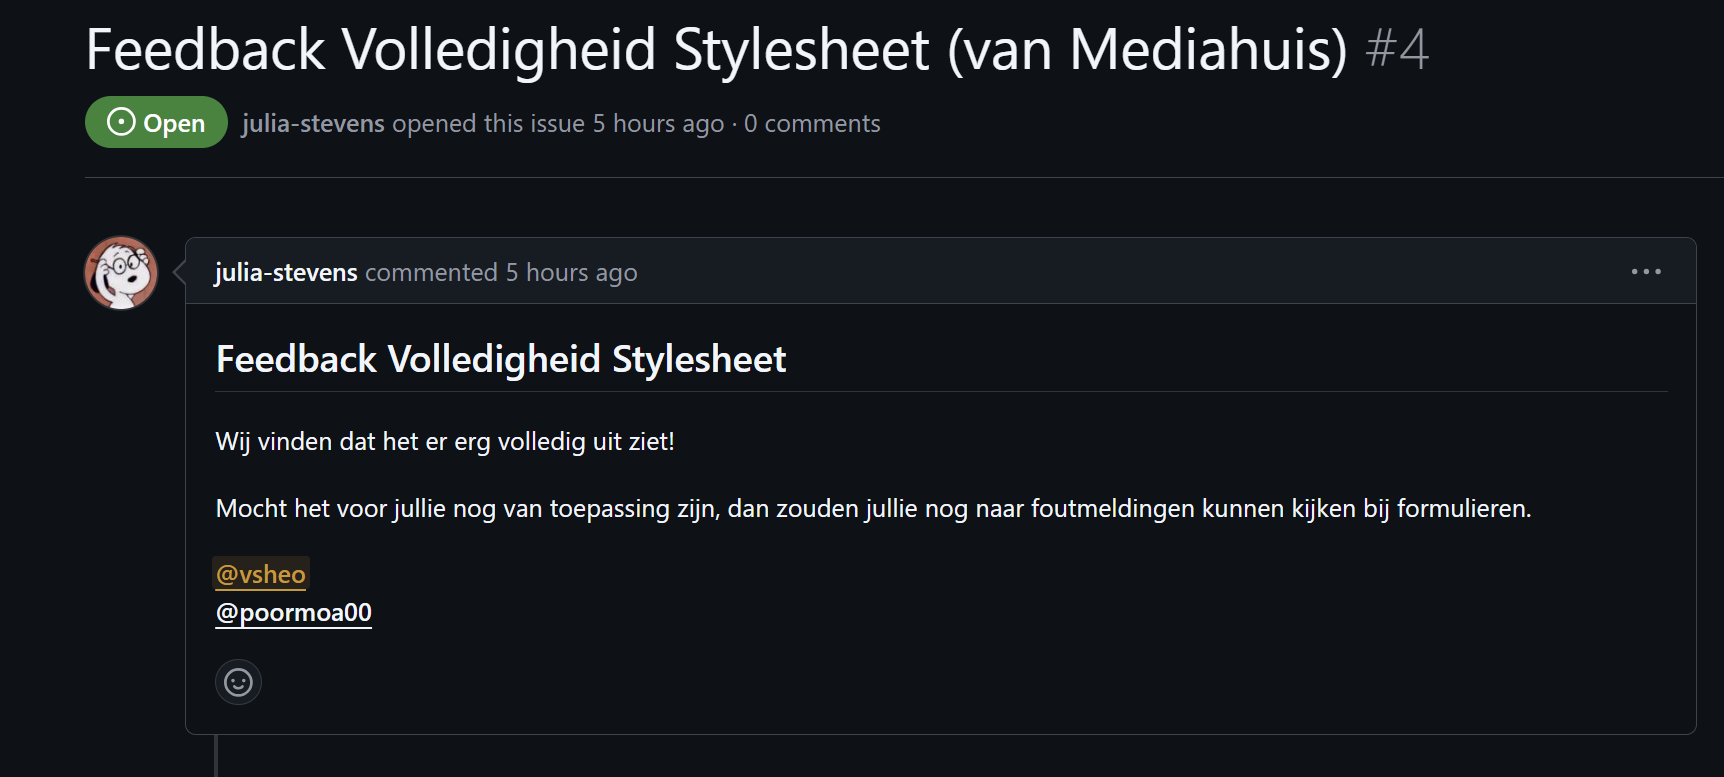 Feedback Volledigheid Stylesheet (van Mediahuis) #4
Open julia-stevens opened this issue 5 hours ago · 0 comments
julia-stevens commented 5 hours ago
Feedback Volledigheid Stylesheet
Wij vinden dat het er erg volledig uit ziet!
Mocht het voor jullie nog van toepassing zijn, dan zouden jullie nog naar foutmeldingen kunnen kijken bij formulieren.
@vsheo
@poormoa00